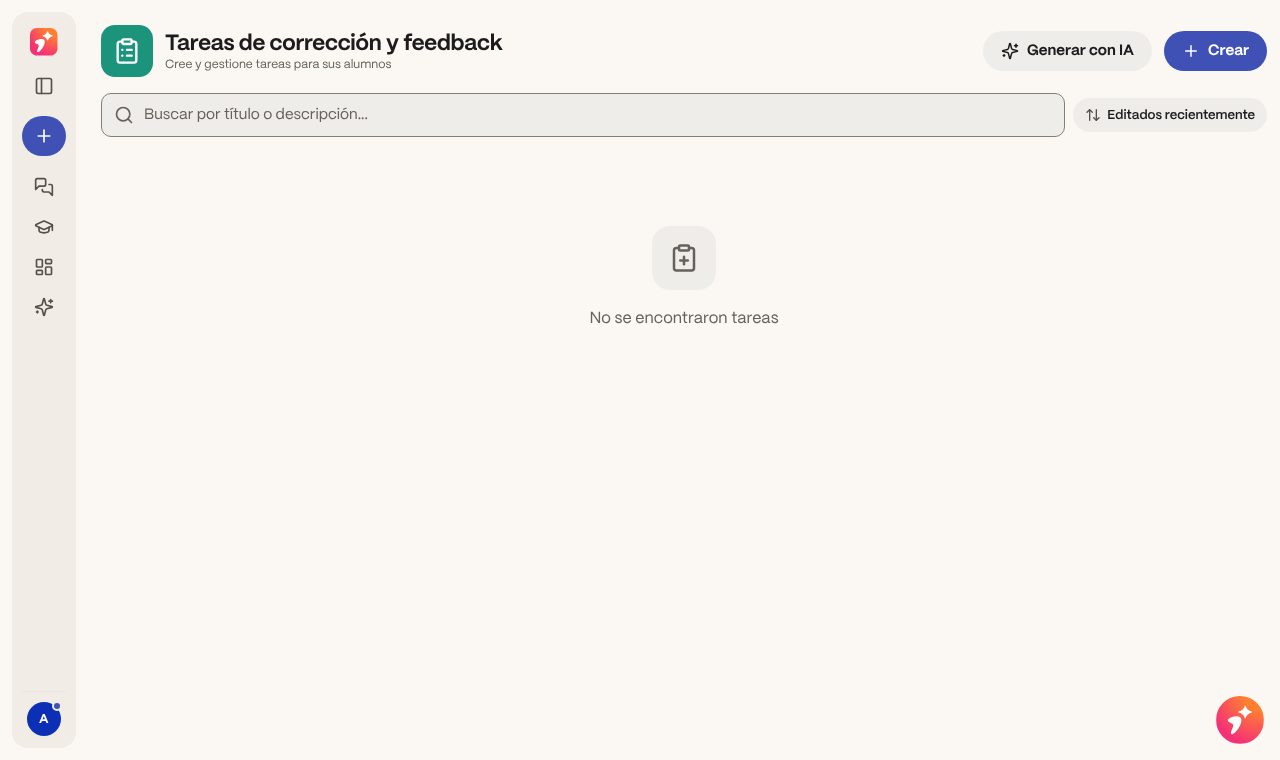 Tareas de corrección y feedback
Cree y gestione tareas para sus alumnos
Generar con IA
Crear
Buscar por título o descripción...
Editados recientemente
No se encontraron tareas
A